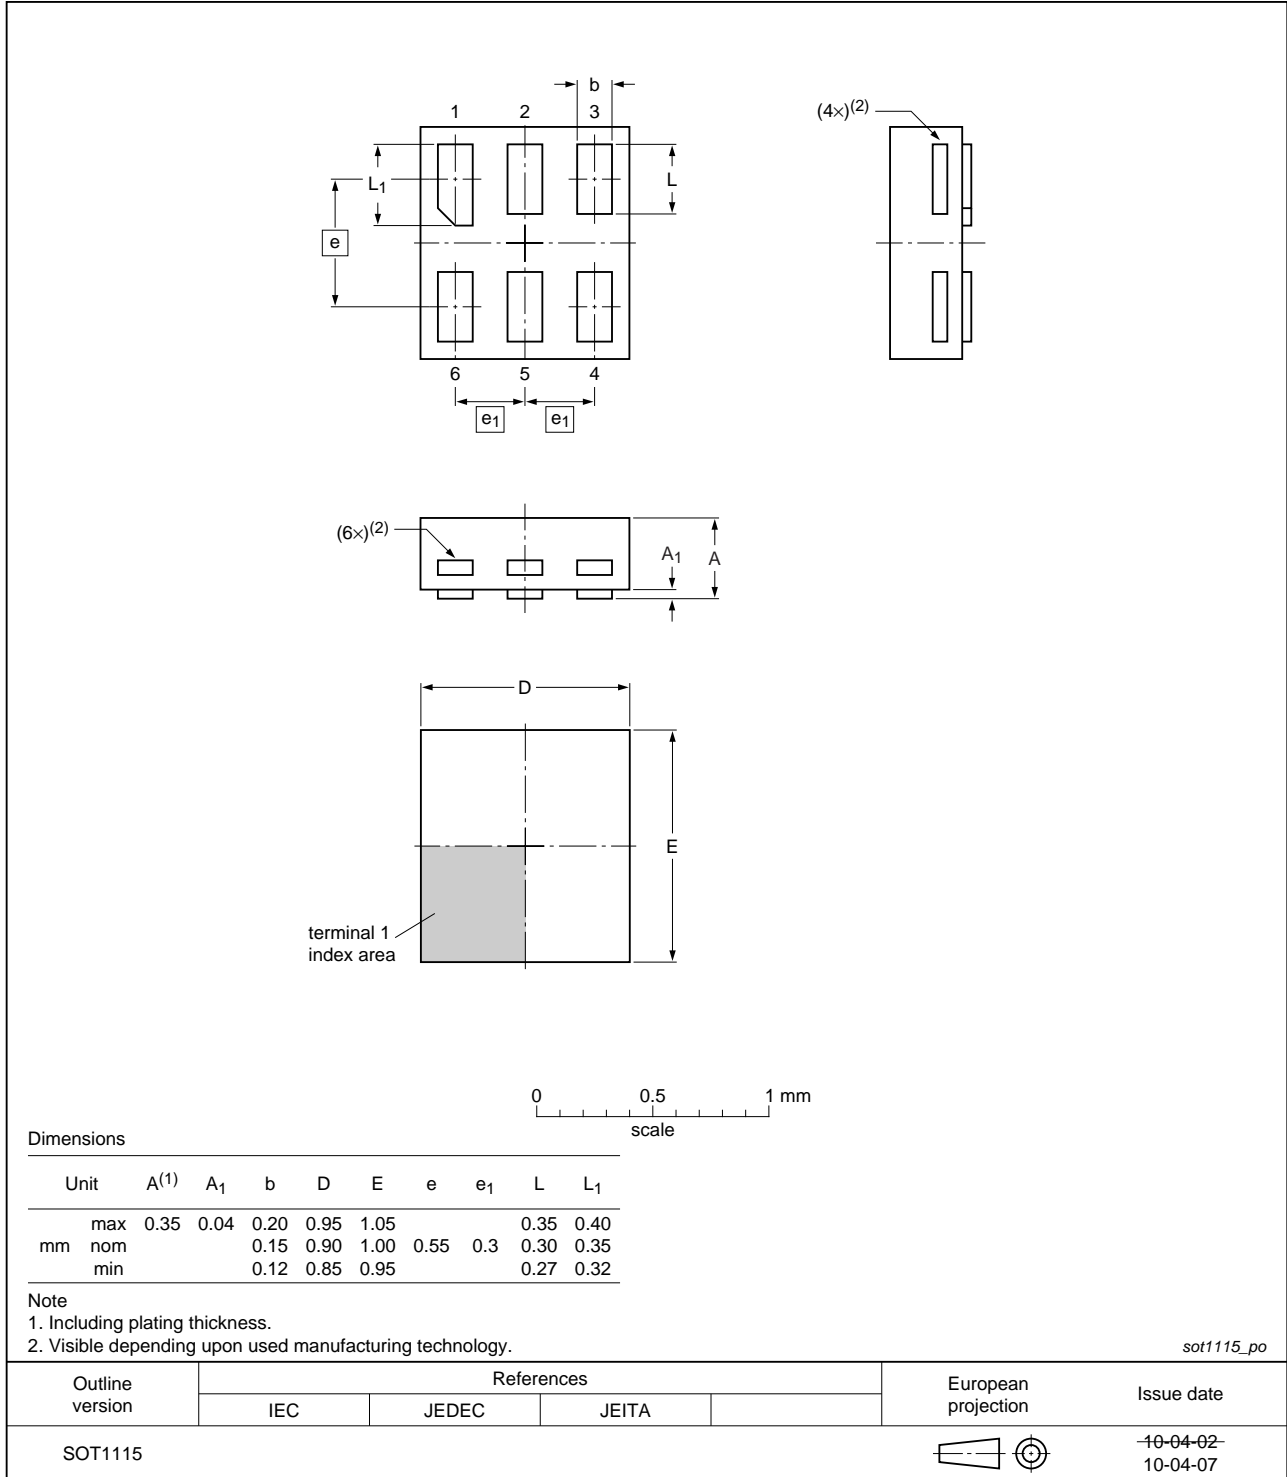 b
1 2 3
(4×)(2)
L1
L
e
6 5 4
e1 e1
(6×)(2)
A1
A
D
E
terminal 1
index area
0 0.5 1 mm
scale
Dimensions
Unit A(1) A1 b D E e e1 L L1
max 0.35 0.04 0.20 0.95 1.05 0.35 0.40
mm nom 0.15 0.90 1.00 0.55 0.3 0.30 0.35
min 0.12 0.85 0.95 0.27 0.32
Note
1. Including plating thickness.
2. Visible depending upon used manufacturing technology.
sot1115_po
Outline
version
References
IEC JEDEC JEITA
European
projection
Issue date
SOT1115
10-04-02
10-04-07